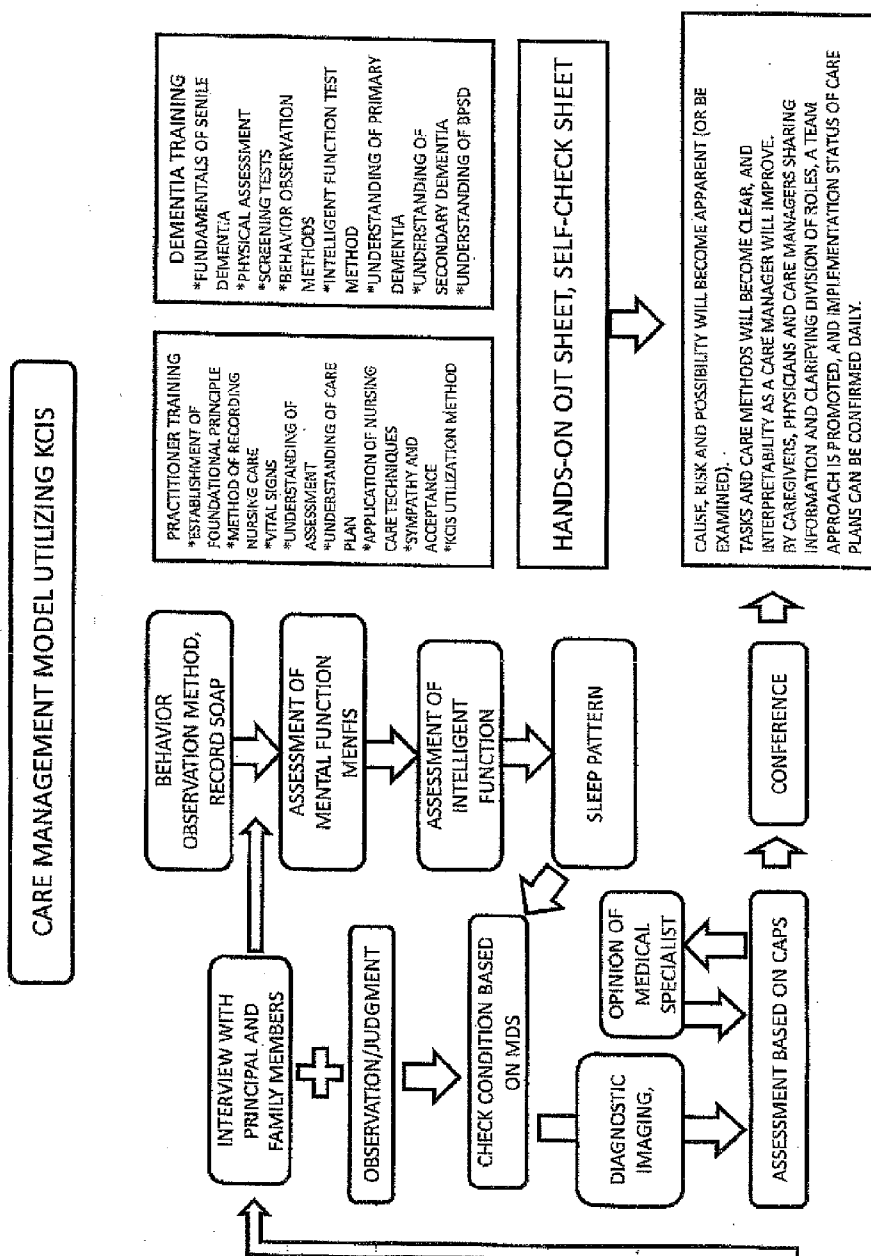 CARE MANAGEMENT MODEL UTILIZING KCIS
INTERVIEW WITH
PRINCIPAL AND
FAMILY MEMBERS
OBSERVATION/JUDGMENT
CHECK CONDITION BASED
ON MDS
DIAGNOSTIC
IMAGING,
OPINION OF
MEDICAL
SPECIALIST
ASSESSMENT BASED ON CAPS
BEHAVIOR
OBSERVATION METHOD,
RECORD SOAP
ASSESSMENT OF
MENTAL FUNCTION
MENFIS
ASSESSMENT OF
INTELLIGENT
FUNCTION
SLEEP PATTERN
CONFERENCE
PRACTITIONER TRAINING
*ESTABLISHMENT OF
FOUNDATIONAL PRINCIPLE
*METHOD OF RECORDING
NURSING CARE
*VITAL SIGNS
*UNDERSTANDING OF
ASSESSMENT
*UNDERSTANDING OF CARE
PLAN
*APPLICATION OF NURSING
CARE TECHNIQUES
*SYMPATHY AND
ACCEPTANCE
*KCIS UTILIZATION METHOD
DEMENTIA TRAINING
*FUNDAMENTALS OF SENILE
DEMENTIA
*PHYSICAL ASSESSMENT
*SCREENING TESTS
*BEHAVIOR OBSERVATION
METHODS
*INTELLIGENT FUNCTION TEST
METHOD
*UNDERSTANDING OF PRIMARY
DEMENTIA
*UNDERSTANDING OF
SECONDARY DEMENTIA
*UNDERSTANDING OF BPSD
HANDS-ON OJT SHEET, SELF-CHECK SHEET
CAUSE, RISK AND POSSIBILITY WILL BECOME APPARENT (OR BE
EXAMINED).
TASKS AND CARE METHODS WILL BECOME CLEAR, AND
INTERPRETABILITY AS A CARE MANAGER WILL IMPROVE.
BY CAREGIVERS, PHYSICIANS AND CARE MANAGERS SHARING
INFORMATION AND CLARIFYING DIVISION OF ROLES, A TEAM
APPROACH IS PROMOTED, AND IMPLEMENTATION STATUS OF CARE
PLANS CAN BE CONFIRMED DAILY.